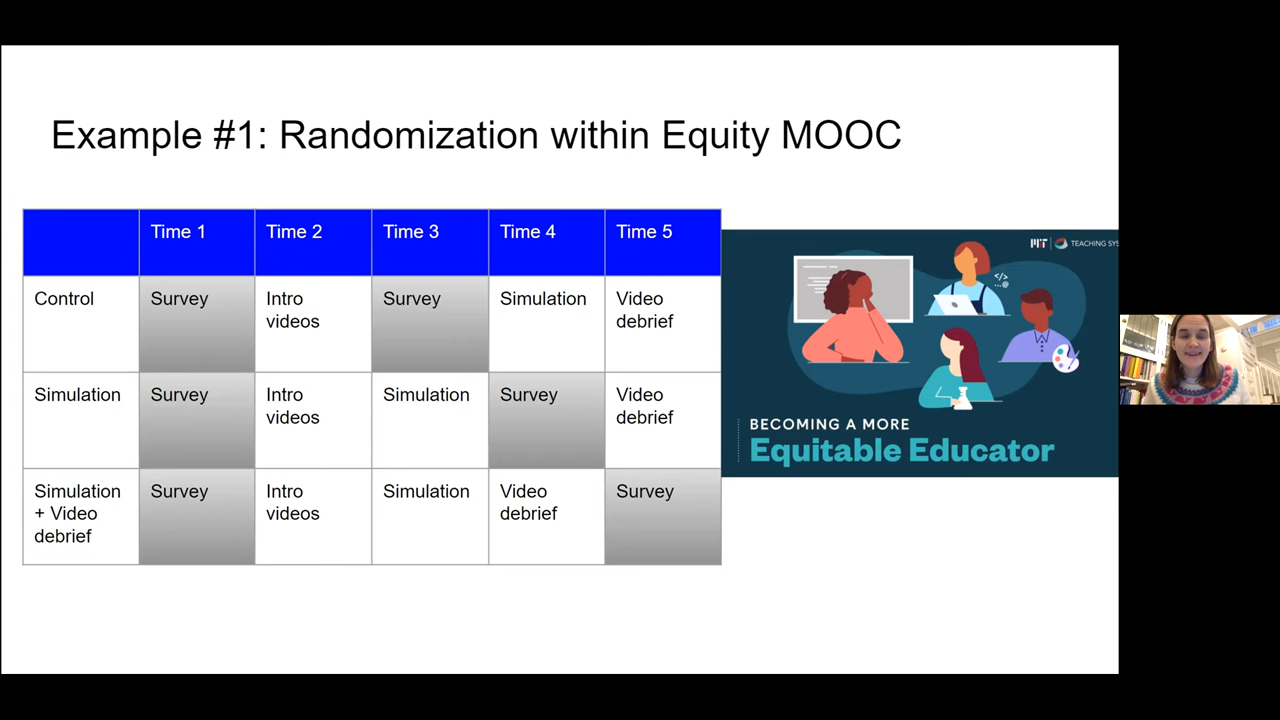 Example #1: Randomization within Equity MOOC
Time 1 Time 2 Time 3 Time 4 Time 5
Control Survey Intro videos Survey Simulation Video debrief
Simulation Survey Intro videos Simulation Survey Video debrief
Simulation + Video debrief Survey Intro videos Simulation Video debrief Survey
MIT TEACHING SYS
</>
...@
BECOMING A MORE
Equitable Educator